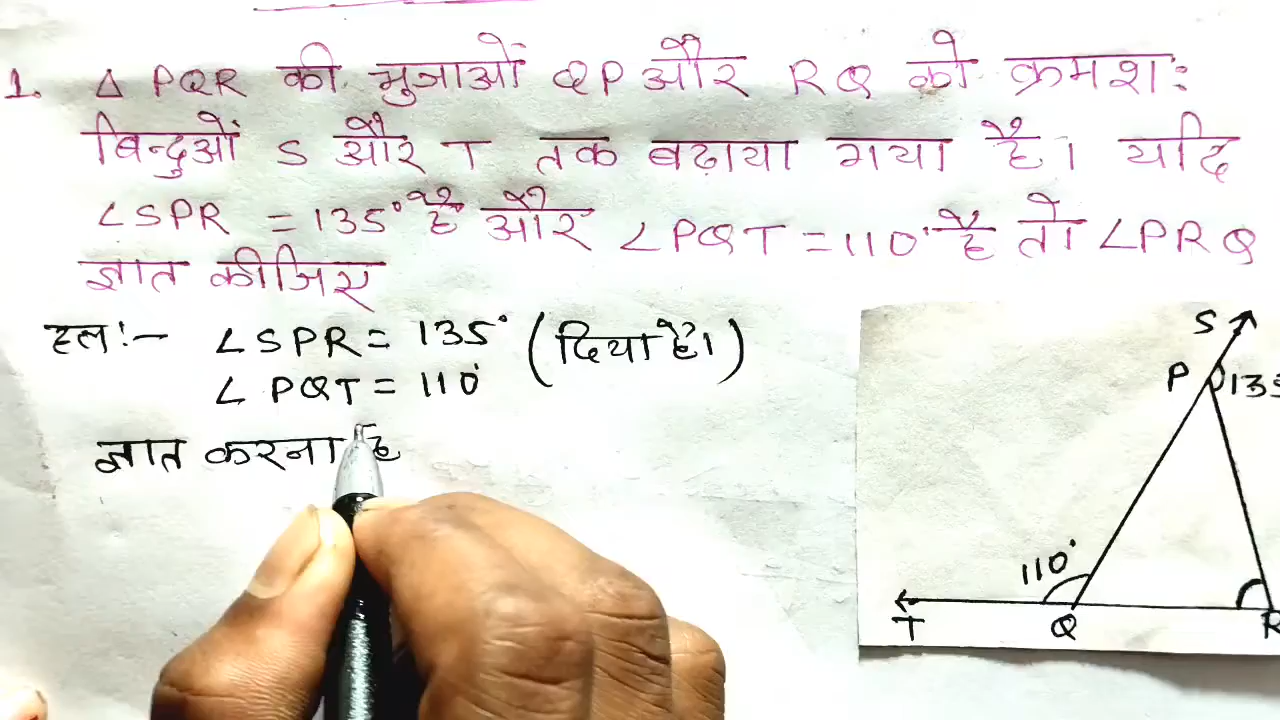 1. Δ PQR की भुजाओं QP और RQ को क्रमशः
बिन्दुओं S और T तक बढ़ाया गया है। यदि
∠SPR = 135° है और ∠PQT = 110° है तो ∠PRQ
ज्ञात कीजिए
हल :- ∠SPR = 135° (दिया है।)
∠PQT = 110°
ज्ञात करना है
S
P 135
110°
T Q R